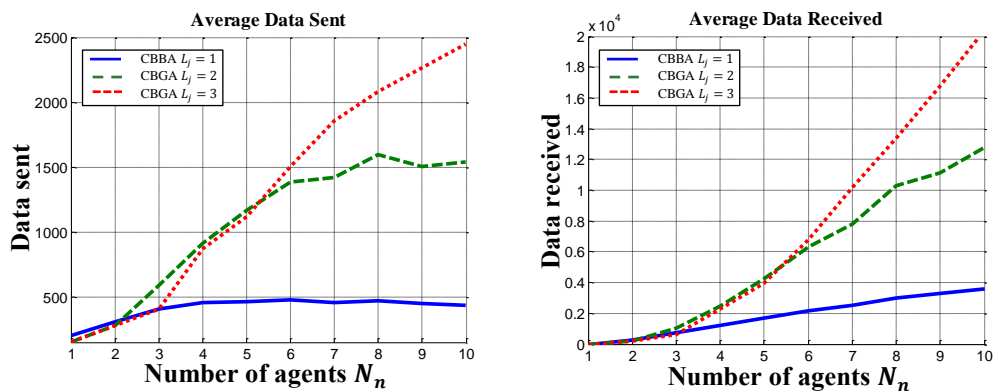 Average Data Sent
2500
2000
1500
1000
500
CBBA L_j = 1
CBGA L_j = 2
CBGA L_j = 3
Data sent
1 2 3 4 5 6 7 8 9 10
Number of agents N_n
Average Data Received
x 10^4
2
1.8
1.6
1.4
1.2
1
0.8
0.6
0.4
0.2
0
CBBA L_j = 1
CBGA L_j = 2
CBGA L_j = 3
Data received
1 2 3 4 5 6 7 8 9 10
Number of agents N_n